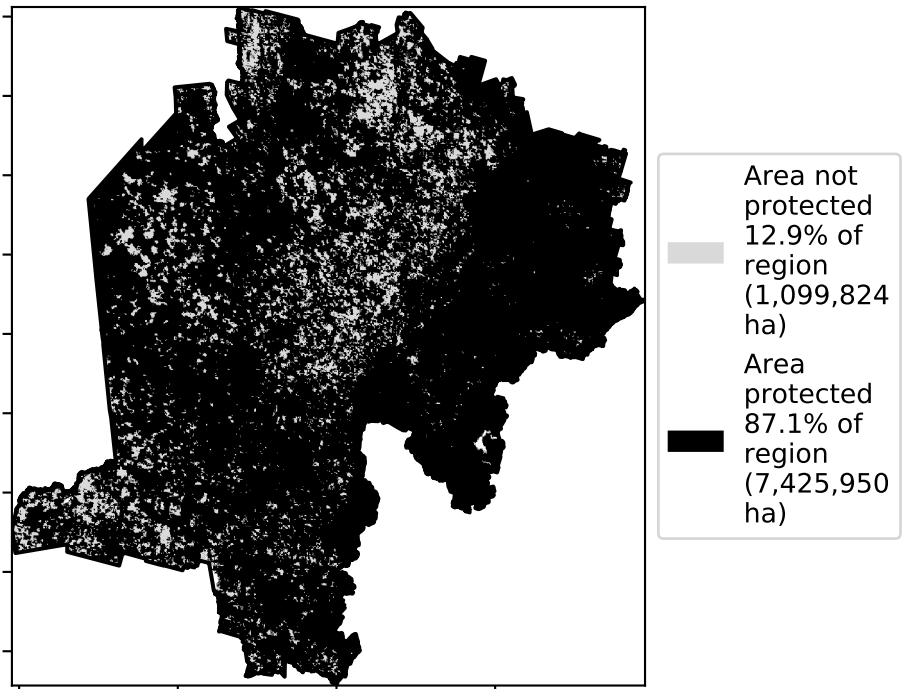 Area not
protected
12.9% of
region
(1,099,824
ha)
Area
protected
87.1% of
region
(7,425,950
ha)